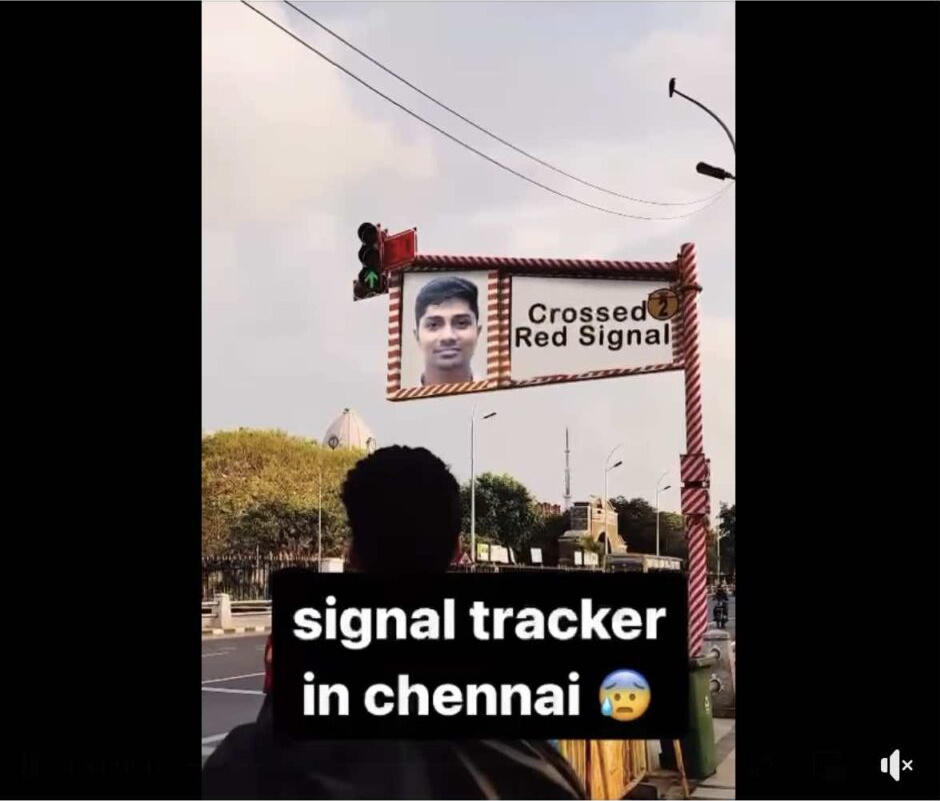 Crossed
2
Red Signal
signal tracker
in chennai 😰